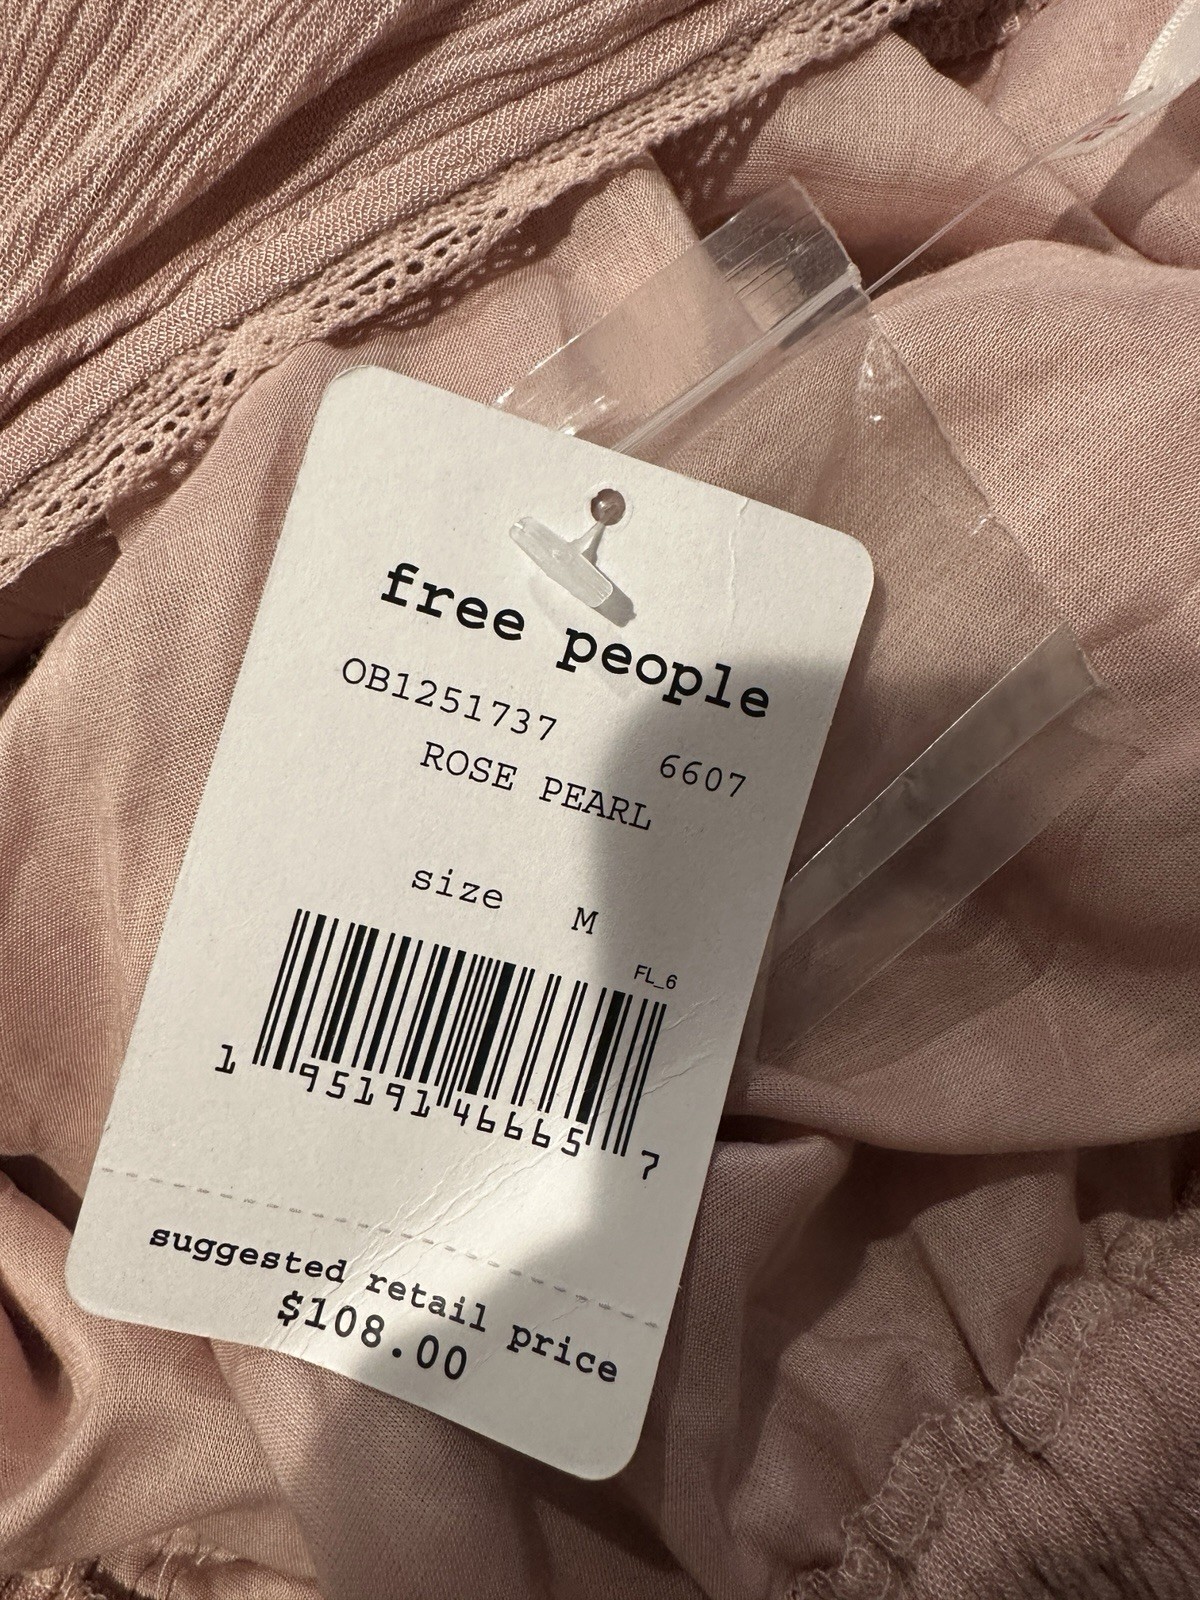 free people
OB1251737 6607
ROSE PEARL
size M
FL_6
1 95191 46665 7
suggested retail price
$108.00